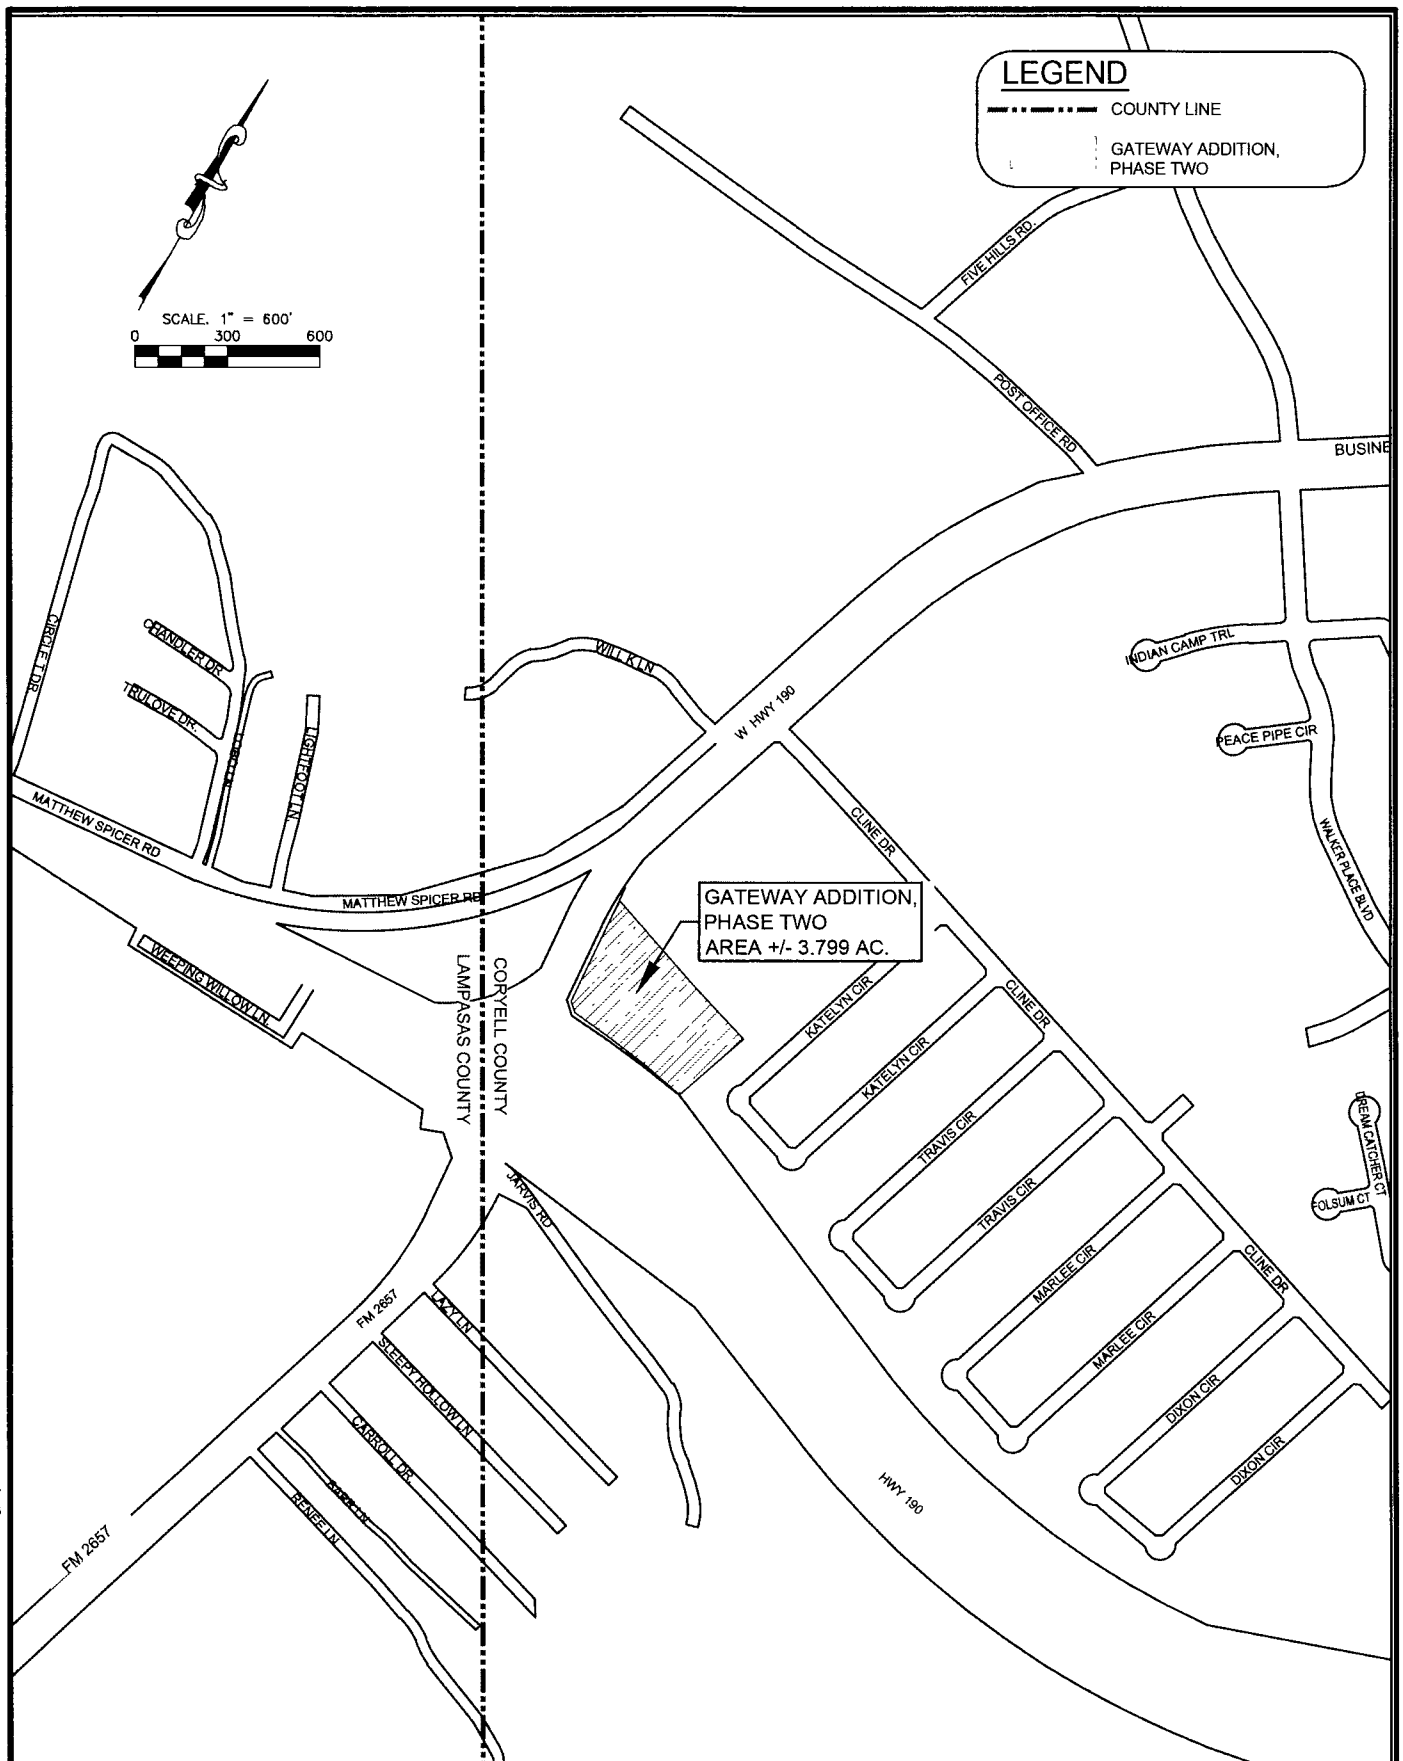 LEGEND
COUNTY LINE
GATEWAY ADDITION,
PHASE TWO
SCALE. 1" = 600'
0 300 600
FIVE HILLS RD.
POST OFFICE RD
BUSINE
CIRCLE T DR.
CHANDLER DR
TRULOVE DR.
LIGHTFOOT LN.
WILL K LN
W HWY 190
INDIAN CAMP TRL
PEACE PIPE CIR
WALKER PLACE BLVD
MATTHEW SPICER RD
MATTHEW SPICER RD
CLINE DR
GATEWAY ADDITION,
PHASE TWO
AREA +/- 3.799 AC.
WEEPING WILLOW LN.
CORYELL COUNTY
LAMPASAS COUNTY
KATELYN CIR
KATELYN CIR
CLINE DR
TRAVIS CIR
TRAVIS CIR
DREAM CATCHER CT
FOLSUM CT
JARVIS RD
MARLEE CIR
MARLEE CIR
CLINE DR
FM 2657
LAZY LN
SLEEPY HOLLOW LN
CARROLL DR
RENEE LN
DIXON CIR
DIXON CIR
HWY 190
FM 2657